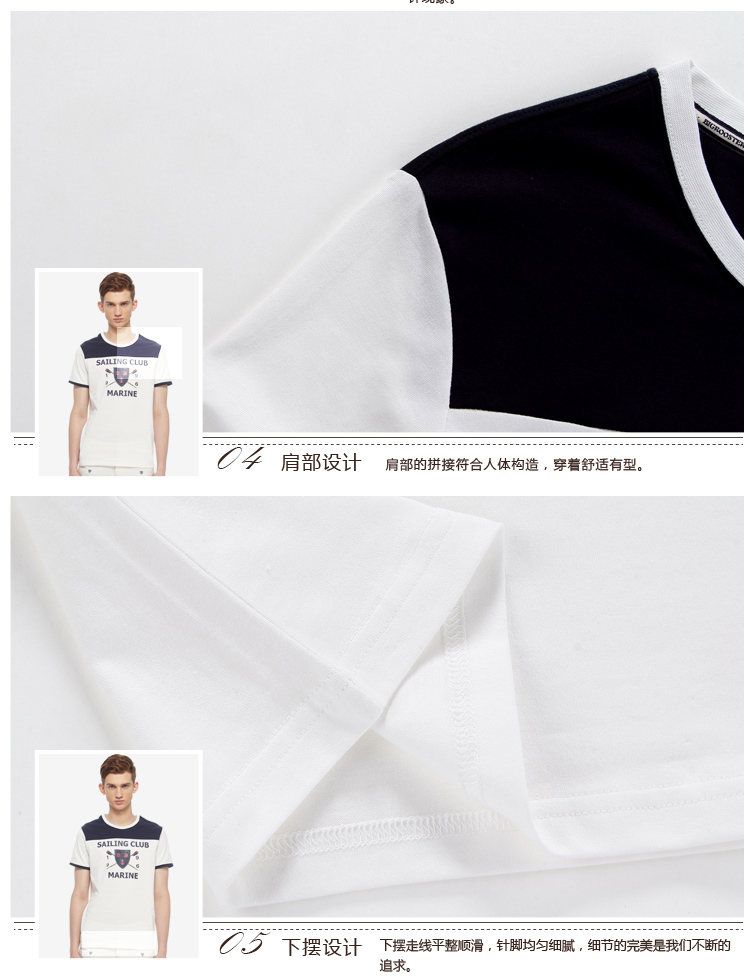 BIGROOSTER
SAILING CLUB
MARINE
04 肩部设计 肩部的拼接符合人体构造，穿着舒适有型。
SAILING CLUB
MARINE
05 下摆设计 下摆走线平整顺滑，针脚均匀细腻，细节的完美是我们不断的
追求。